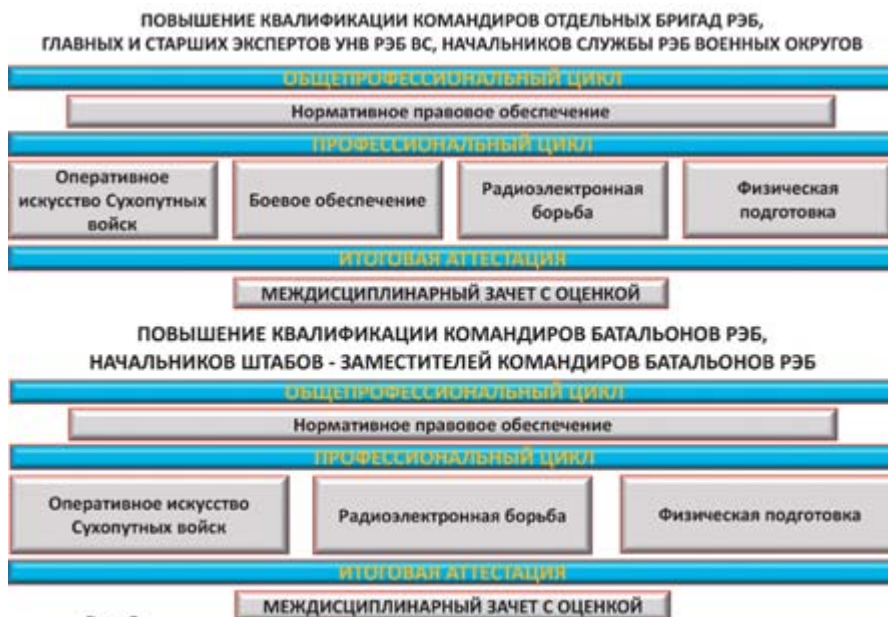 ПОВЫШЕНИЕ КВАЛИФИКАЦИИ КОМАНДИРОВ ОТДЕЛЬНЫХ БРИГАД РЭБ,
ГЛАВНЫХ И СТАРШИХ ЭКСПЕРТОВ УНВ РЭБ ВС, НАЧАЛЬНИКОВ СЛУЖБЫ РЭБ ВОЕННЫХ ОКРУГОВ
ОБЩЕПРОФЕССИОНАЛЬНЫЙ ЦИКЛ
Нормативное правовое обеспечение
ПРОФЕССИОНАЛЬНЫЙ ЦИКЛ
Оперативное
искусство Сухопутных
войск
Боевое обеспечение
Радиоэлектронная
борьба
Физическая
подготовка
ИТОГОВАЯ АТТЕСТАЦИЯ
МЕЖДИСЦИПЛИНАРНЫЙ ЗАЧЕТ С ОЦЕНКОЙ
ПОВЫШЕНИЕ КВАЛИФИКАЦИИ КОМАНДИРОВ БАТАЛЬОНОВ РЭБ,
НАЧАЛЬНИКОВ ШТАБОВ - ЗАМЕСТИТЕЛЕЙ КОМАНДИРОВ БАТАЛЬОНОВ РЭБ
ОБЩЕПРОФЕССИОНАЛЬНЫЙ ЦИКЛ
Нормативное правовое обеспечение
ПРОФЕССИОНАЛЬНЫЙ ЦИКЛ
Оперативное искусство
Сухопутных войск
Радиоэлектронная борьба
Физическая подготовка
ИТОГОВАЯ АТТЕСТАЦИЯ
МЕЖДИСЦИПЛИНАРНЫЙ ЗАЧЕТ С ОЦЕНКОЙ